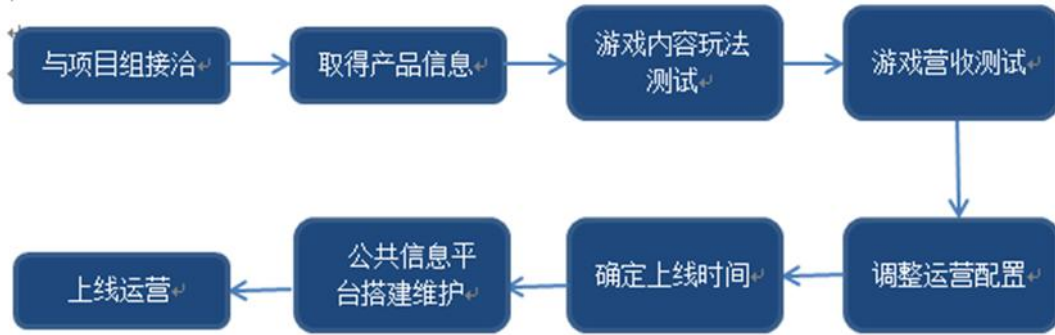 与项目组接洽
取得产品信息
游戏内容玩法
测试
游戏营收测试
调整运营配置
确定上线时间
公共信息平
台搭建维护
上线运营